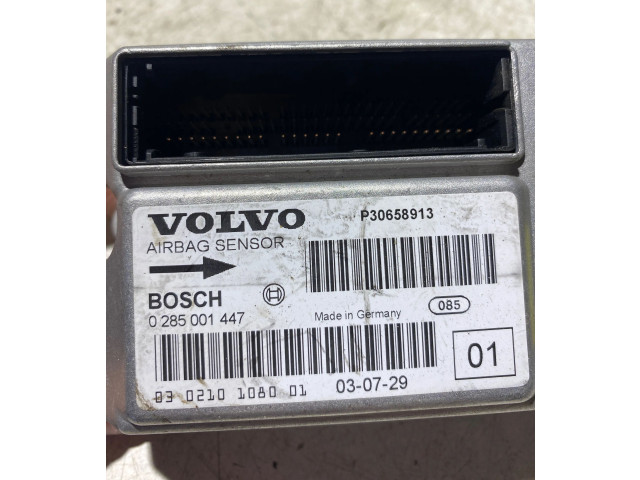 VOLVO P30658913
AIRBAG SENSOR
BOSCH
0 285 001 447 Made in Germany 085
01
03 0210 1080 01 03-07-29